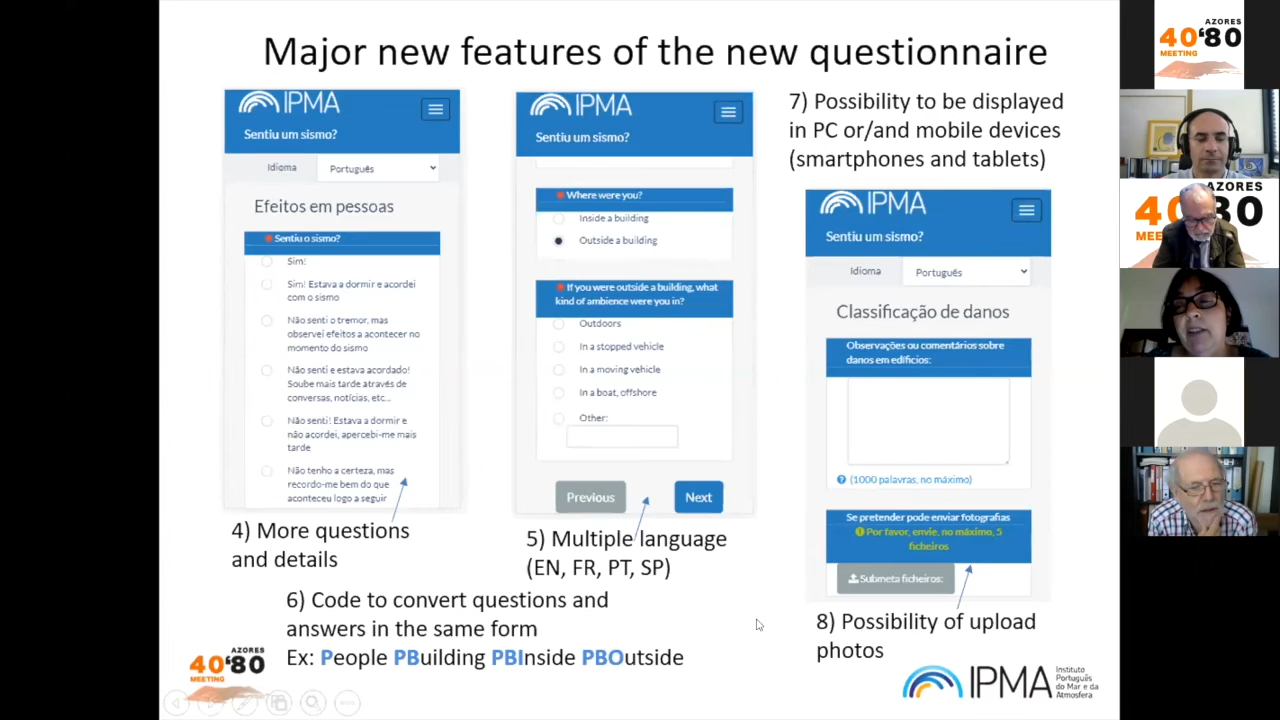 Major new features of the new questionnaire
IPMA
Sentiu um sismo?
Idioma
Português
Efeitos em pessoas
Sentiu o sismo?
Sim!
Sim! Estava a dormir e acordei
com o sismo
Não senti o tremor, mas
observei efeitos a acontecer no
momento do sismo
Não senti e estava acordado!
Soube mais tarde através de
conversas, notícias, etc...
Não senti! Estava a dormir e
não acordei, apercebi-me mais
tarde
Não tenho a certeza, mas
recordo-me bem do que
aconteceu logo a seguir
4) More questions
and details
IPMA
Sentiu um sismo?
Where were you?
Inside a building
Outside a building
If you were outside a building, what
kind of ambience were you in?
Outdoors
In a stopped vehicle
In a moving vehicle
In a boat, offshore
Other:
Previous
Next
5) Multiple language
(EN, FR, PT, SP)
6) Code to convert questions and
answers in the same form
Ex: People PBuilding PBInside PBOutside
7) Possibility to be displayed
in PC or/and mobile devices
(smartphones and tablets)
IPMA
Sentiu um sismo?
Idioma
Português
Classificação de danos
Observações ou comentários sobre
danos em edifícios:
(1000 palavras, no máximo)
Se pretender pode enviar fotografias
Por favor, envie, no máximo, 5
ficheiros
Submeta ficheiros:
8) Possibility of upload
photos
AZORES
40'80
MEETING
IPMA
Instituto
Português
do Mar e da
Atmosfera
AZORES
40'80
MEETING
AZORES
40 80
MEE